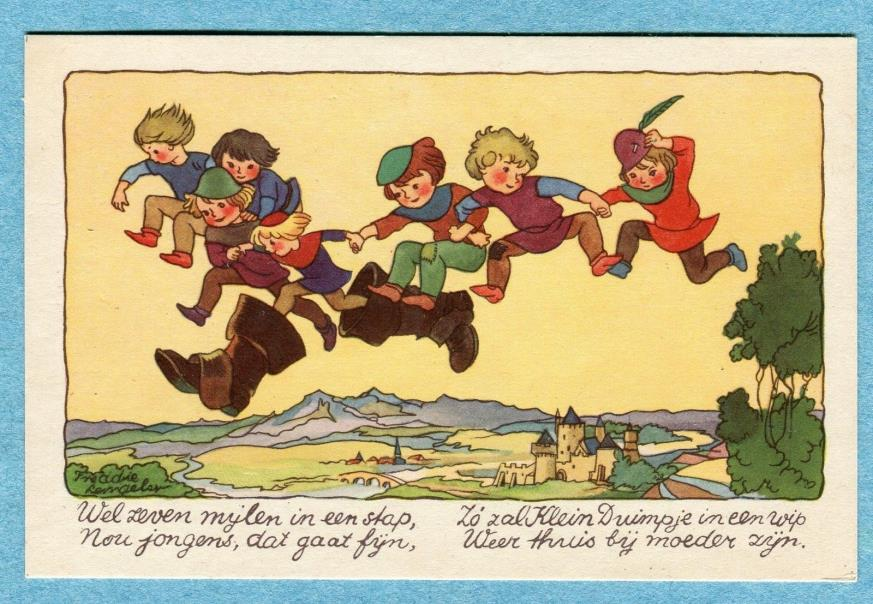 Freddie
Langeler
Wel zeven mijlen in een stap,
Nou jongens, dat gaat fijn,
Zó zal Klein Duimpje in een wip
Weer thuis bij moeder zijn.